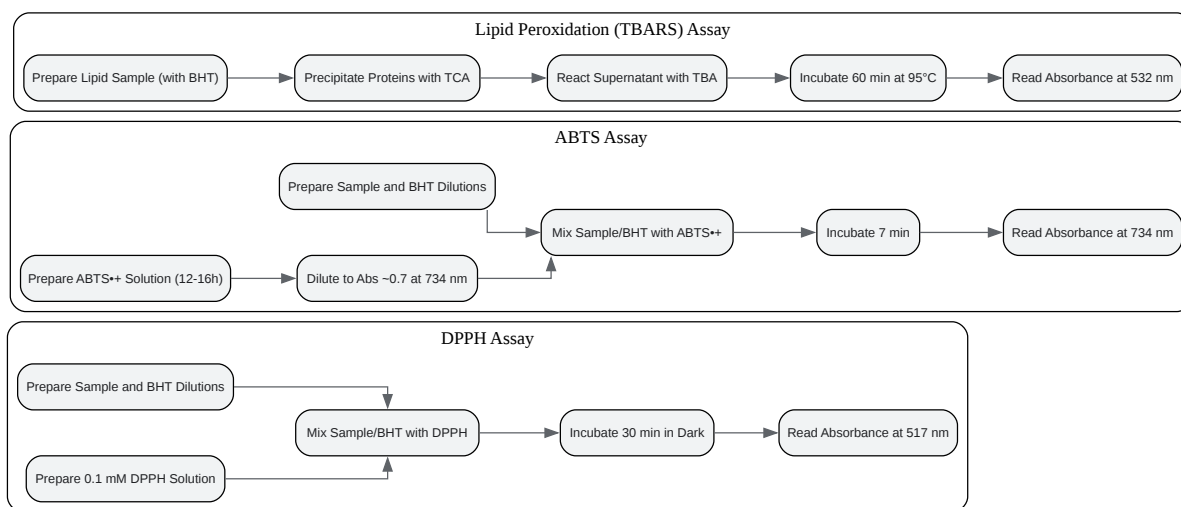 Lipid Peroxidation (TBARS) Assay
Prepare Lipid Sample (with BHT)
Precipitate Proteins with TCA
React Supernatant with TBA
Incubate 60 min at 95°C
Read Absorbance at 532 nm
ABTS Assay
Prepare Sample and BHT Dilutions
Prepare ABTS•+ Solution (12-16h)
Dilute to Abs ~0.7 at 734 nm
Mix Sample/BHT with ABTS•+
Incubate 7 min
Read Absorbance at 734 nm
DPPH Assay
Prepare Sample and BHT Dilutions
Prepare 0.1 mM DPPH Solution
Mix Sample/BHT with DPPH
Incubate 30 min in Dark
Read Absorbance at 517 nm